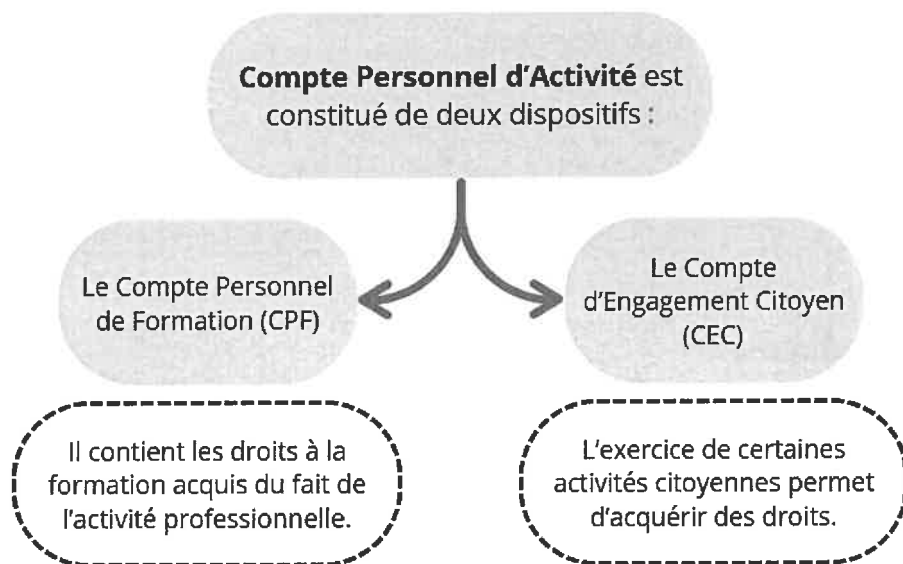 Compte Personnel d'Activité est
constitué de deux dispositifs :
Le Compte Personnel
de Formation (CPF)
Le Compte
d'Engagement Citoyen
(CEC)
Il contient les droits à la
formation acquis du fait de
l'activité professionnelle.
L'exercice de certaines
activités citoyennes permet
d'acquérir des droits.